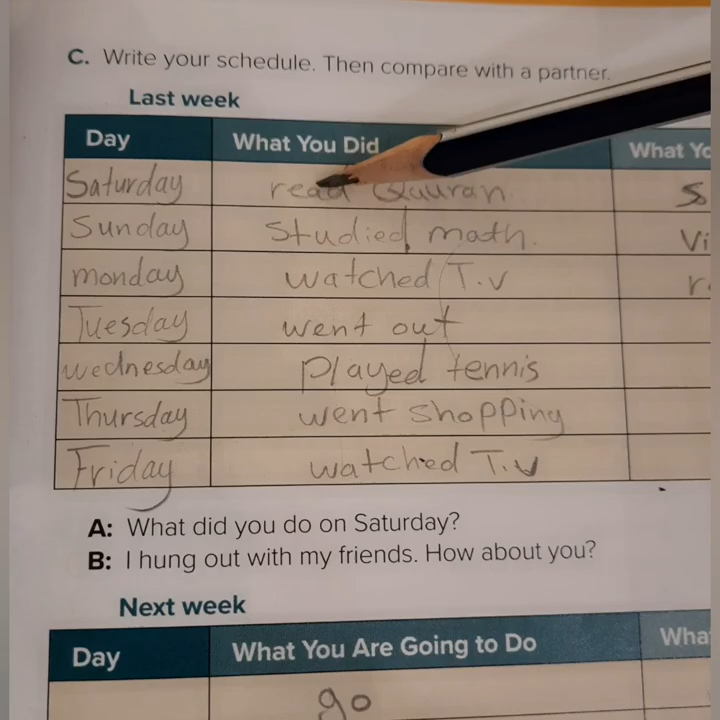 C. Write your schedule. Then compare with a partner.
Last week
Day What You Did What Yo
Saturday read Qauran. S
Sunday Studied math. Vi
monday watched T.V r
Tuesday went out
wednesday played tennis
Thursday went shopping
Friday watched T.V
A: What did you do on Saturday?
B: I hung out with my friends. How about you?
Next week
Day What You Are Going to Do Wha
go